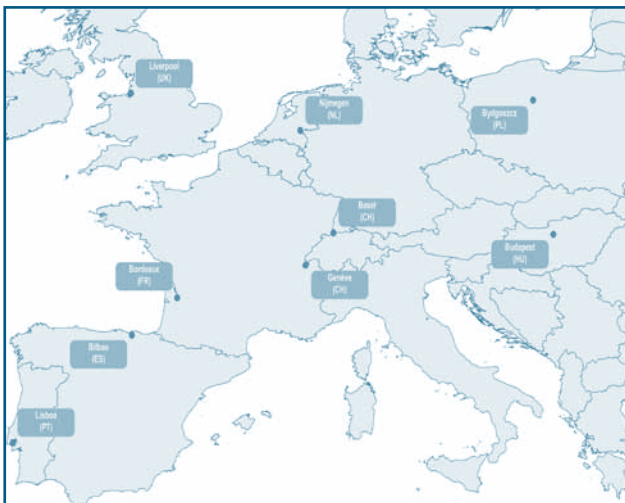 Liverpool
(UK)
Nijmegen
(NL)
Bydgoszcz
(PL)
Basel
(CH)
Budapest
(HU)
Bordeaux
(FR)
Genève
(CH)
Bilbao
(ES)
Lisboa
(PT)